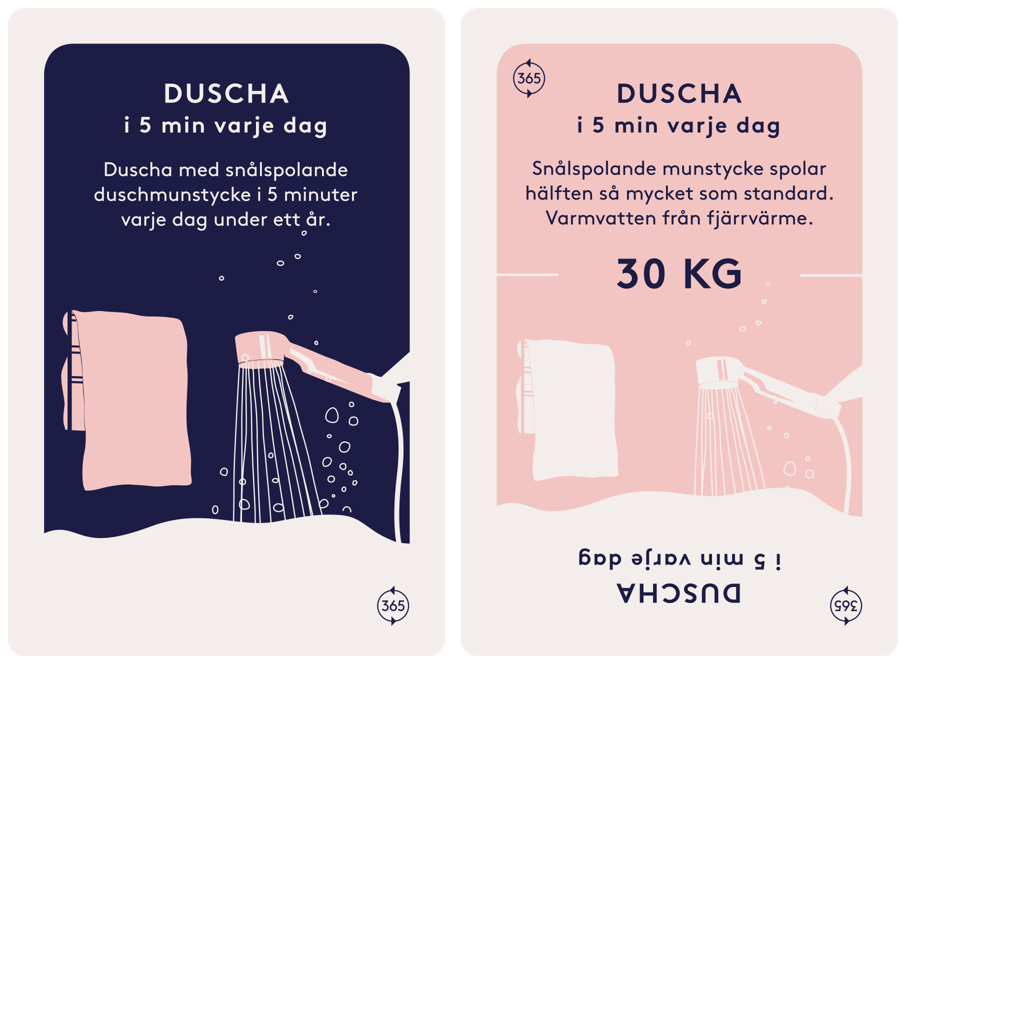 DUSCHA
i 5 min varje dag
Duscha med snålspolande
duschmunstycke i 5 minuter
varje dag under ett år.
365
365
DUSCHA
i 5 min varje dag
Snålspolande munstycke spolar
hälften så mycket som standard.
Varmvatten från fjärrvärme.
30 KG
DUSCHA
i 5 min varje dag
365